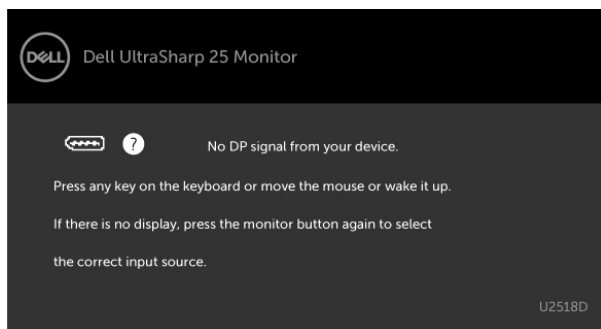 DELL Dell UltraSharp 25 Monitor
? No DP signal from your device.
Press any key on the keyboard or move the mouse or wake it up.
If there is no display, press the monitor button again to select
the correct input source.
U2518D